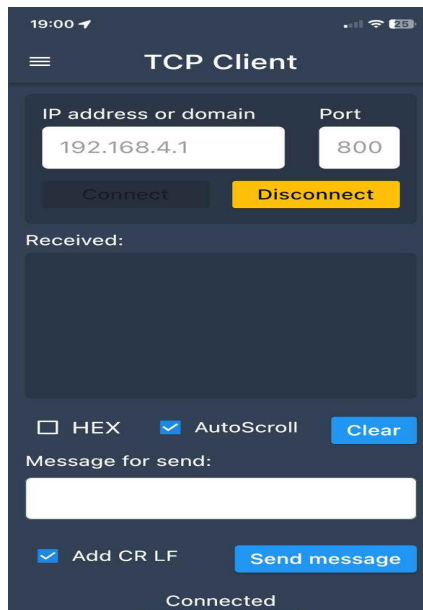 19:00
25
TCP Client
IP address or domain Port
192.168.4.1 800
Connect Disconnect
Received:
HEX AutoScroll Clear
Message for send:
Add CR LF Send message
Connected